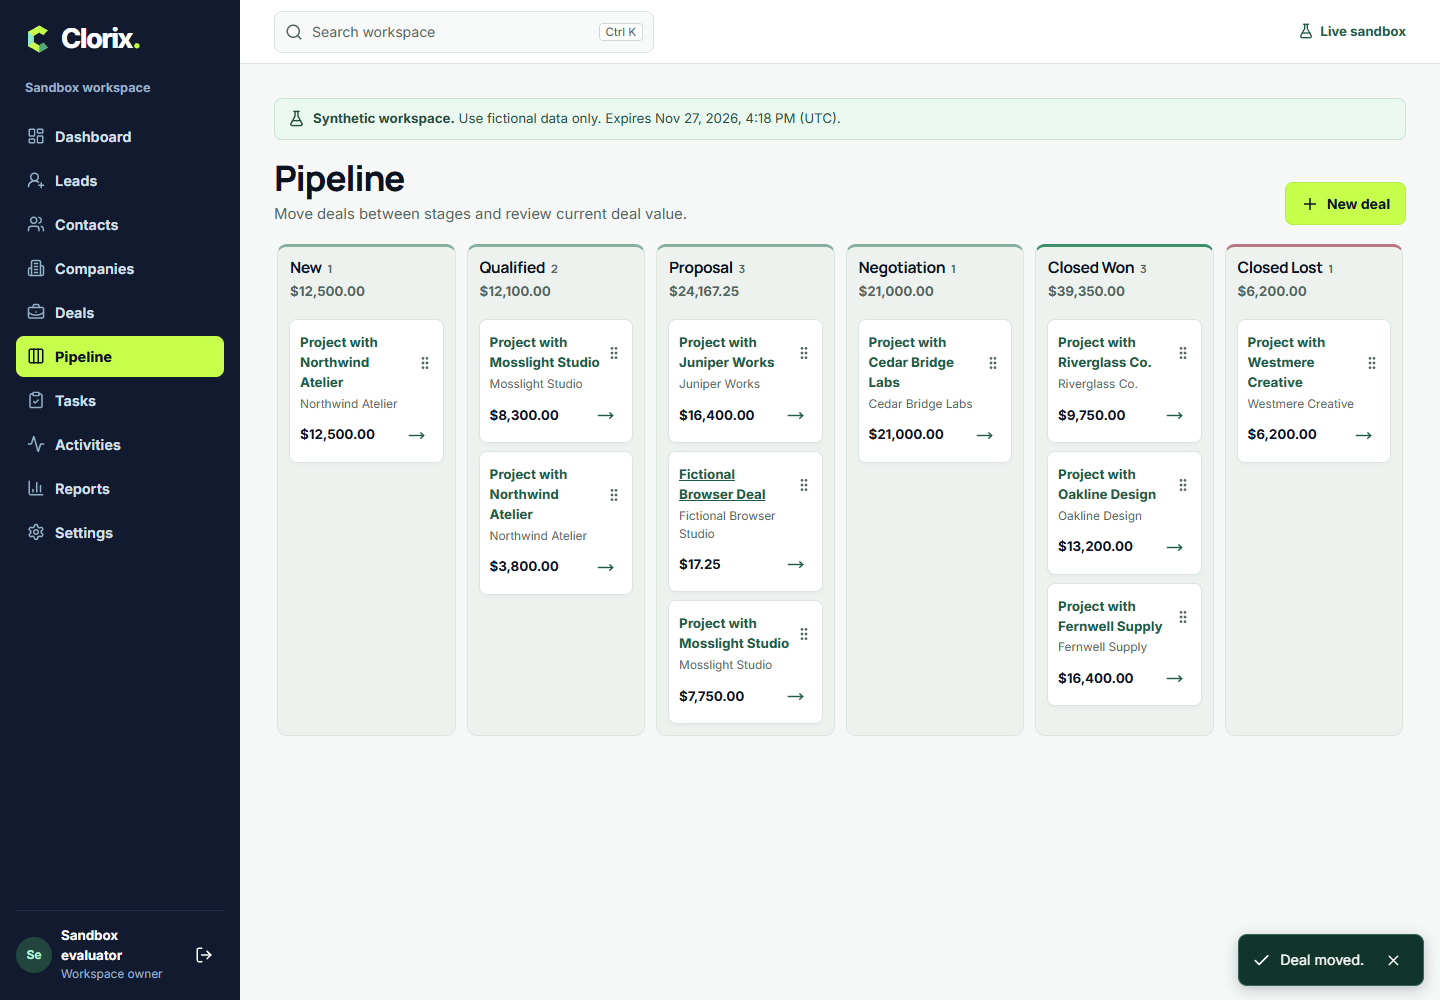 Clorix.
Sandbox workspace
Dashboard
Leads
Contacts
Companies
Deals
Pipeline
Tasks
Activities
Reports
Settings
Se
Sandbox
evaluator
Workspace owner
Search workspace
Ctrl K
Live sandbox
Synthetic workspace. Use fictional data only. Expires Nov 27, 2026, 4:18 PM (UTC).
Pipeline
Move deals between stages and review current deal value.
New deal
New 1
$12,500.00
Project with
Northwind
Atelier
Northwind Atelier
$12,500.00
Qualified 2
$12,100.00
Project with
Mosslight Studio
Mosslight Studio
$8,300.00
Project with
Northwind
Atelier
Northwind Atelier
$3,800.00
Proposal 3
$24,167.25
Project with
Juniper Works
Juniper Works
$16,400.00
Fictional
Browser Deal
Fictional Browser
Studio
$17.25
Project with
Mosslight Studio
Mosslight Studio
$7,750.00
Negotiation 1
$21,000.00
Project with
Cedar Bridge
Labs
Cedar Bridge Labs
$21,000.00
Closed Won 3
$39,350.00
Project with
Riverglass Co.
Riverglass Co.
$9,750.00
Project with
Oakline Design
Oakline Design
$13,200.00
Project with
Fernwell Supply
Fernwell Supply
$16,400.00
Closed Lost 1
$6,200.00
Project with
Westmere
Creative
Westmere Creative
$6,200.00
Deal moved.